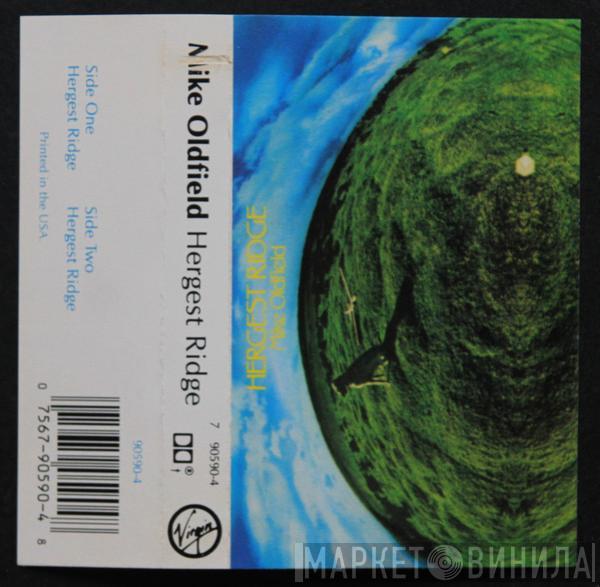 Side One
Hergest Ridge
Side Two
Hergest Ridge
Printed in the USA
90590-4
0 7567-90590-4 8
Mike Oldfield Hergest Ridge
7 90590-4
®
†
Virgin
HERGEST RIDGE
Mike Oldfield
МАРКЕТ ВИНИЛА